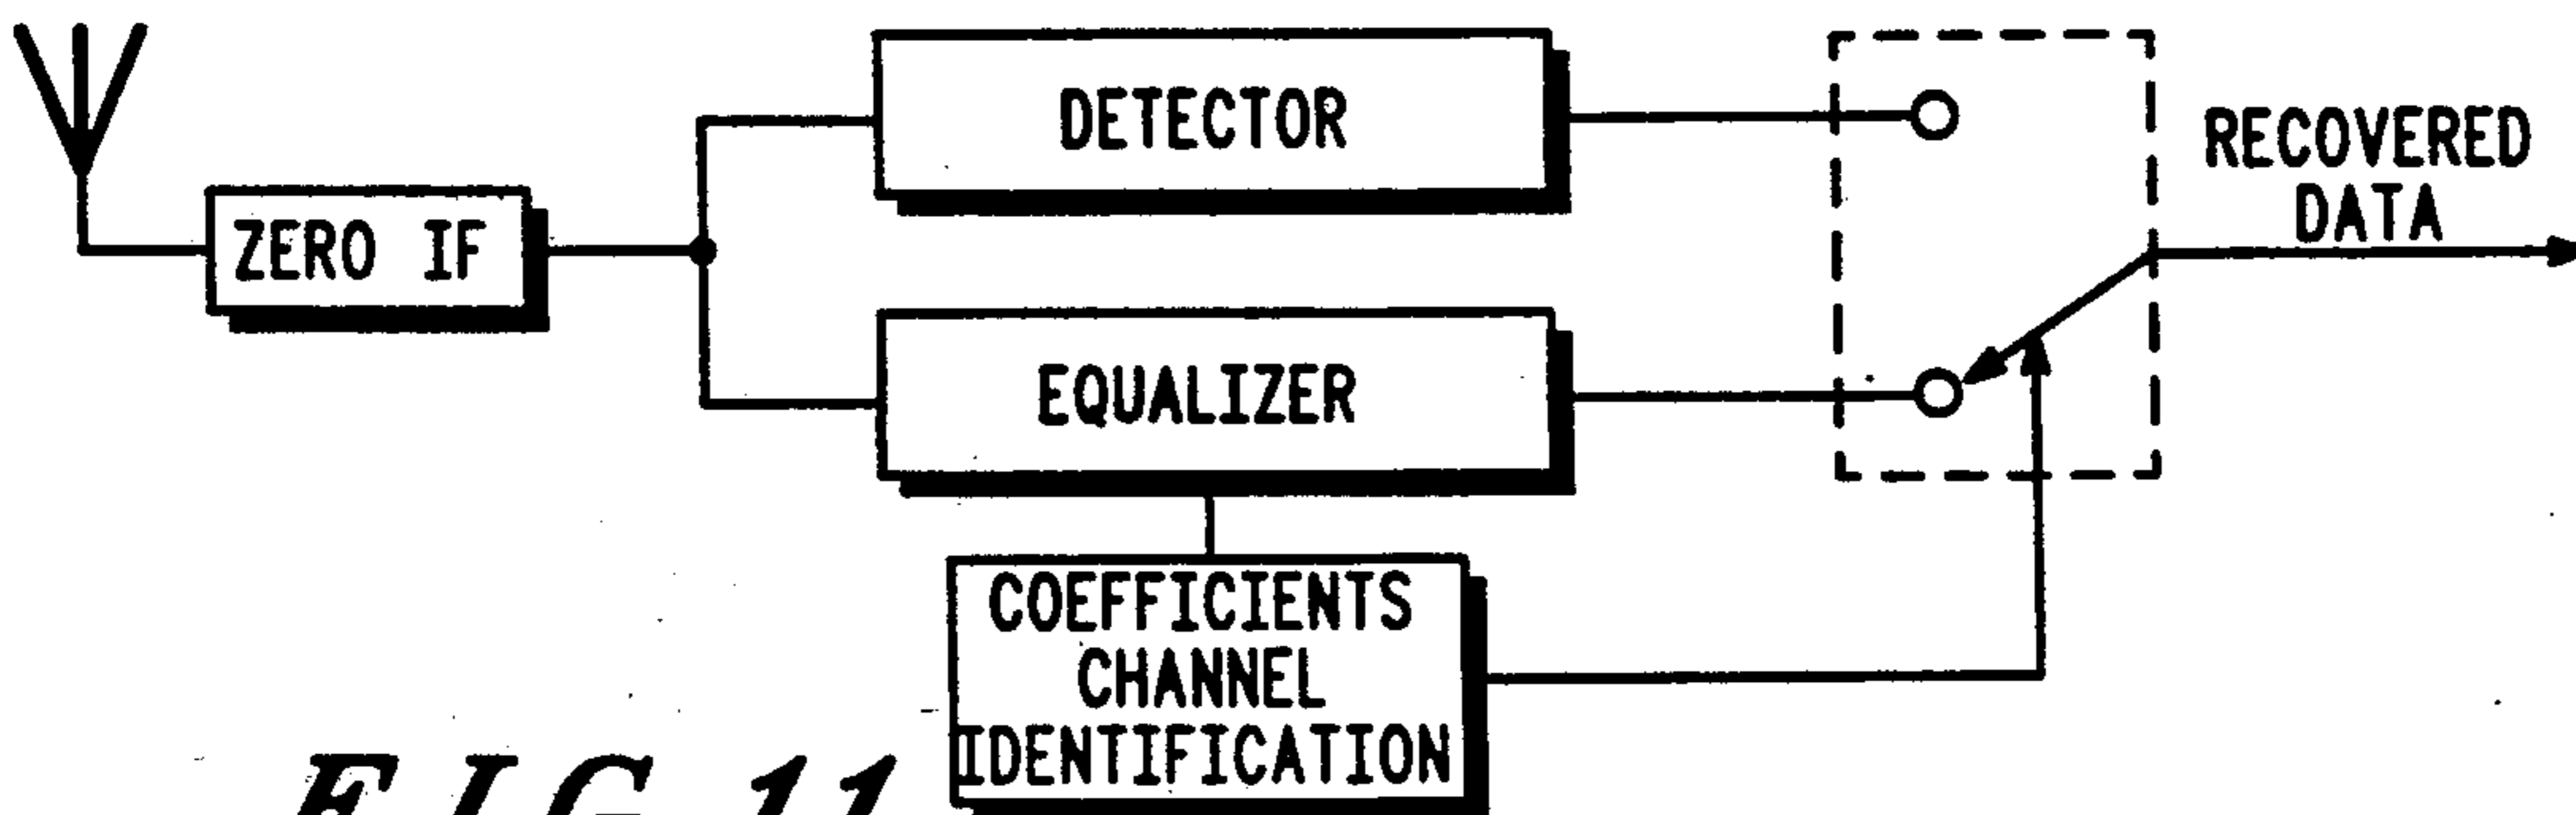 DETECTOR
RECOVERED
DATA
ZERO IF
EQUALIZER
COEFFICIENTS
CHANNEL
IDENTIFICATION
FIG.11